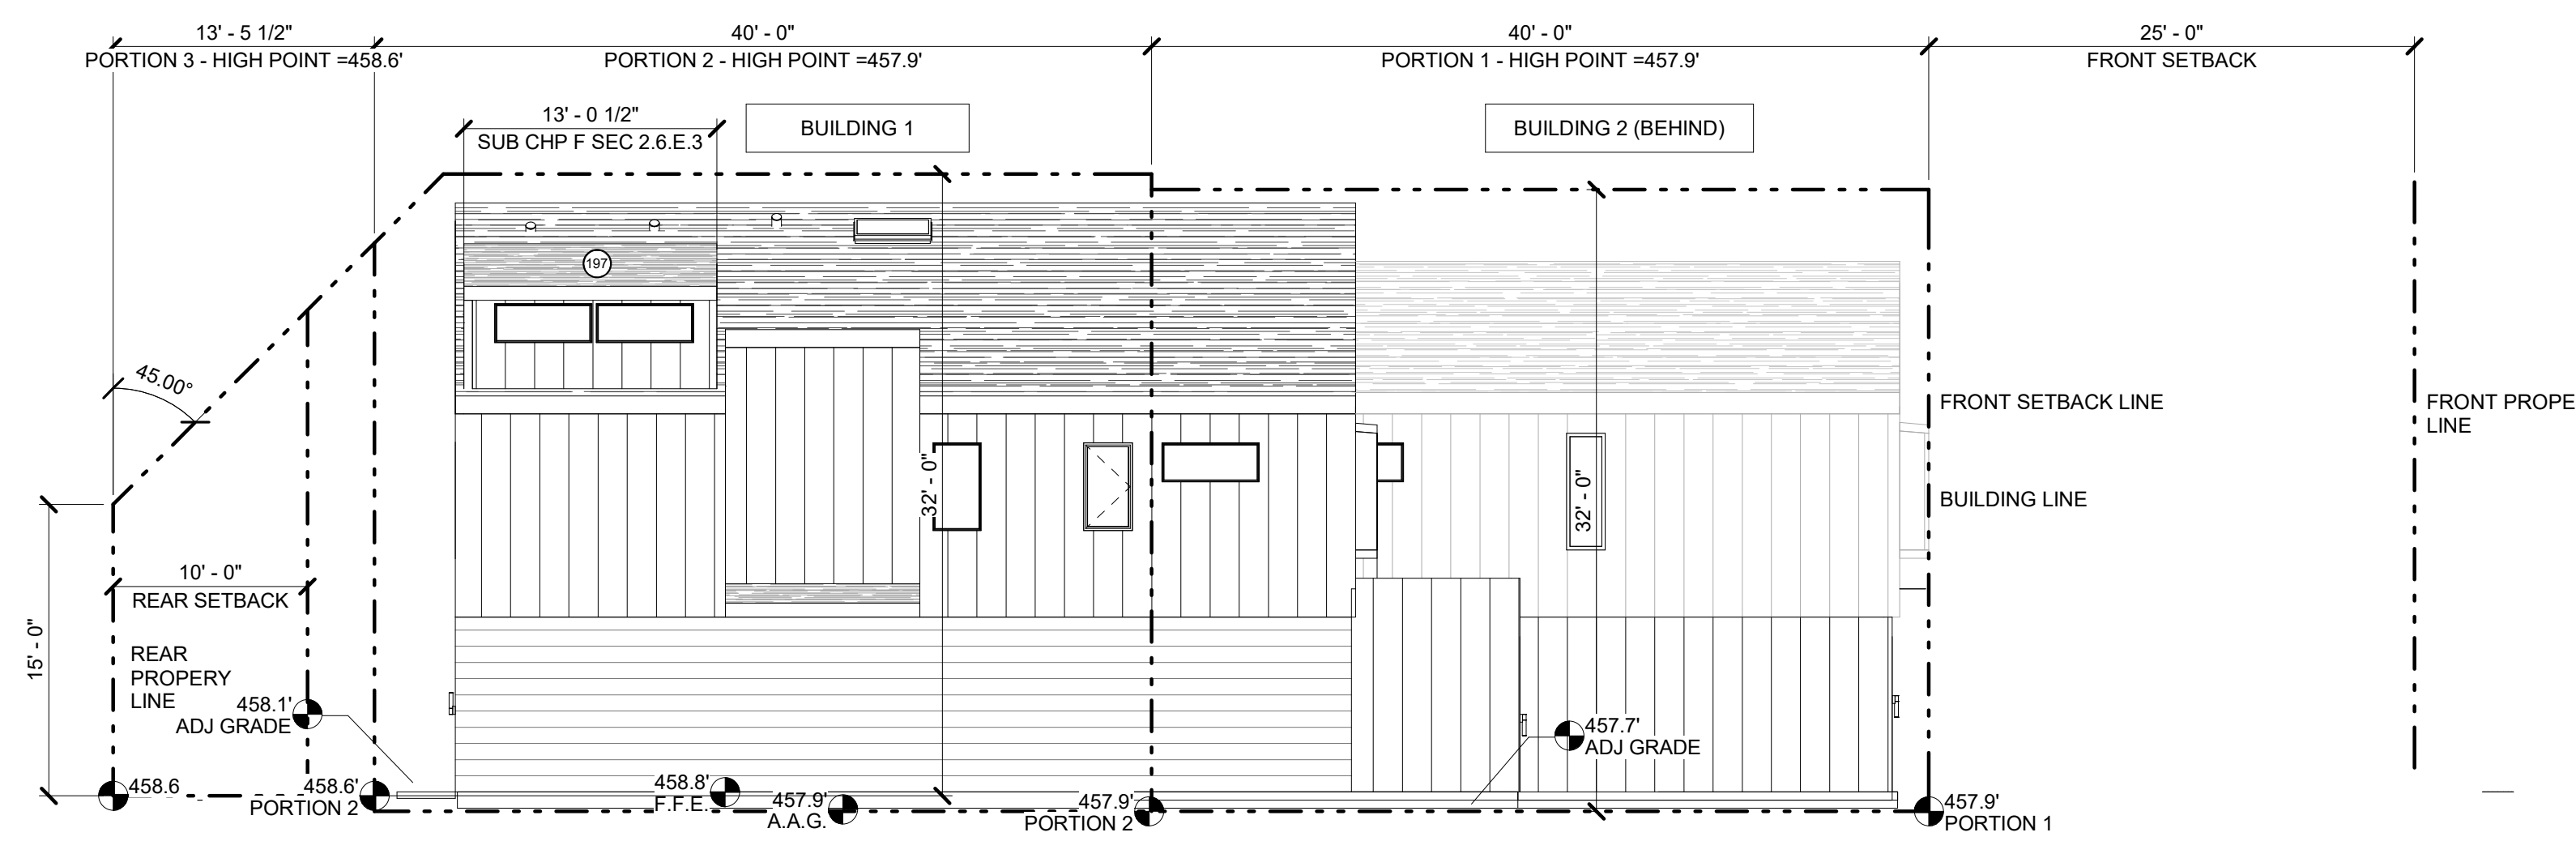 13' - 5 1/2"
PORTION 3 - HIGH POINT =458.6'
40' - 0"
PORTION 2 - HIGH POINT =457.9'
40' - 0"
PORTION 1 - HIGH POINT =457.9'
25' - 0"
FRONT SETBACK
13' - 0 1/2"
SUB CHP F SEC 2.6.E.3
BUILDING 1
BUILDING 2 (BEHIND)
197
45.00°
FRONT SETBACK LINE
FRONT PROPE
LINE
BUILDING LINE
32' - 0"
32' - 0"
10' - 0"
REAR SETBACK
15' - 0"
REAR
PROPERY
LINE
458.1'
ADJ GRADE
457.7'
ADJ GRADE
458.6
458.6'
PORTION 2
458.8'
F.F.E.
457.9'
A.A.G.
457.9'
PORTION 2
457.9'
PORTION 1